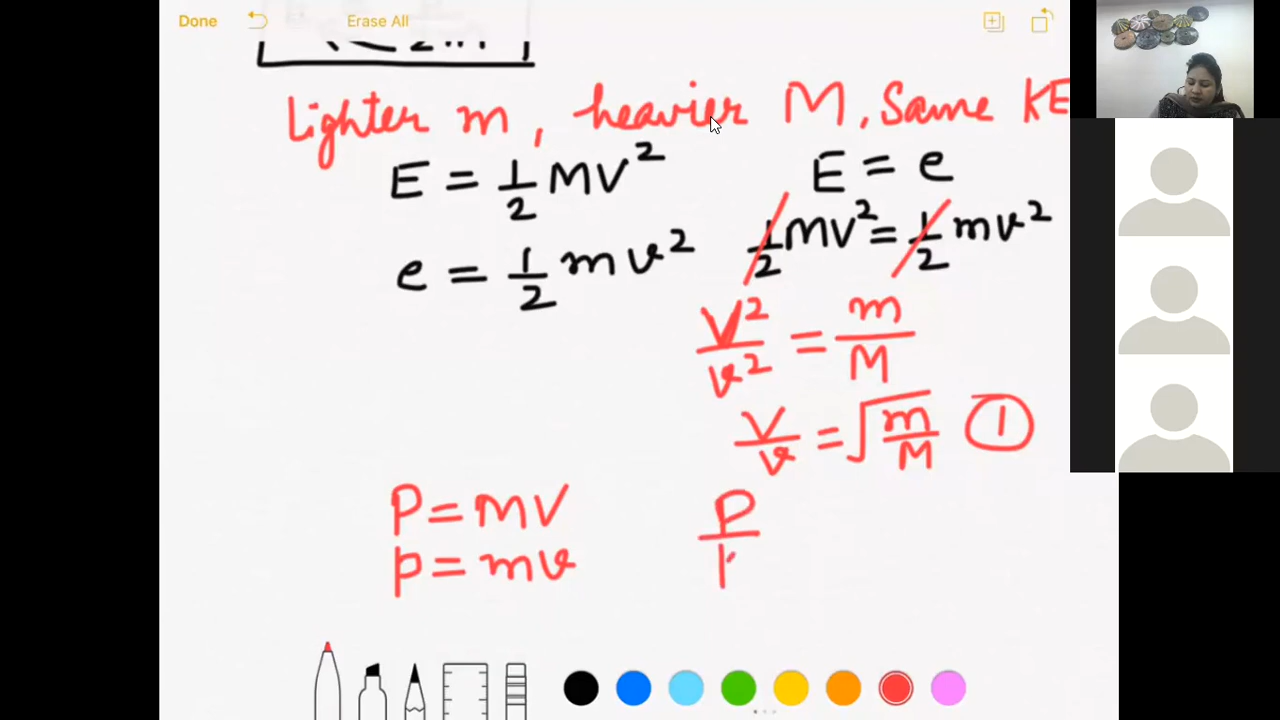 Done Erase All
Lighter m, heavier M, Same KE
E = 1/2 MV² E = e
e = 1/2 mv² 1/2 MV² = 1/2 mv²
V²/v² = m/M
V/v = √(m/M) ①
P = MV P
p = mv